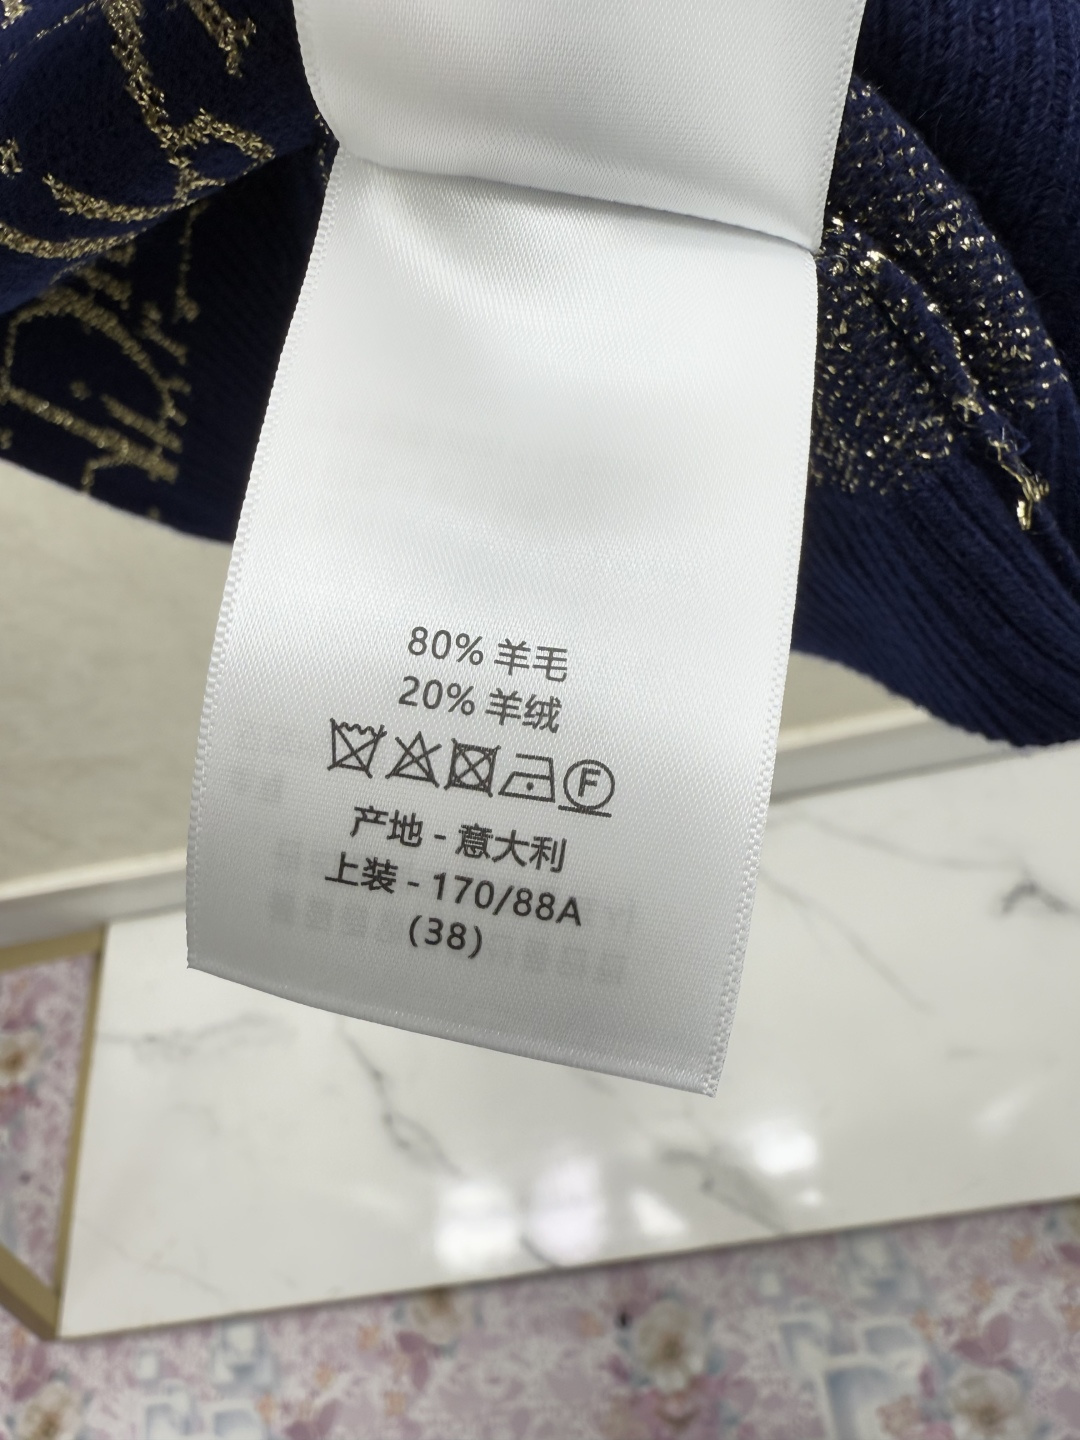 80% 羊毛
20% 羊绒
F
产地 - 意大利
上装 - 170/88A
(38)